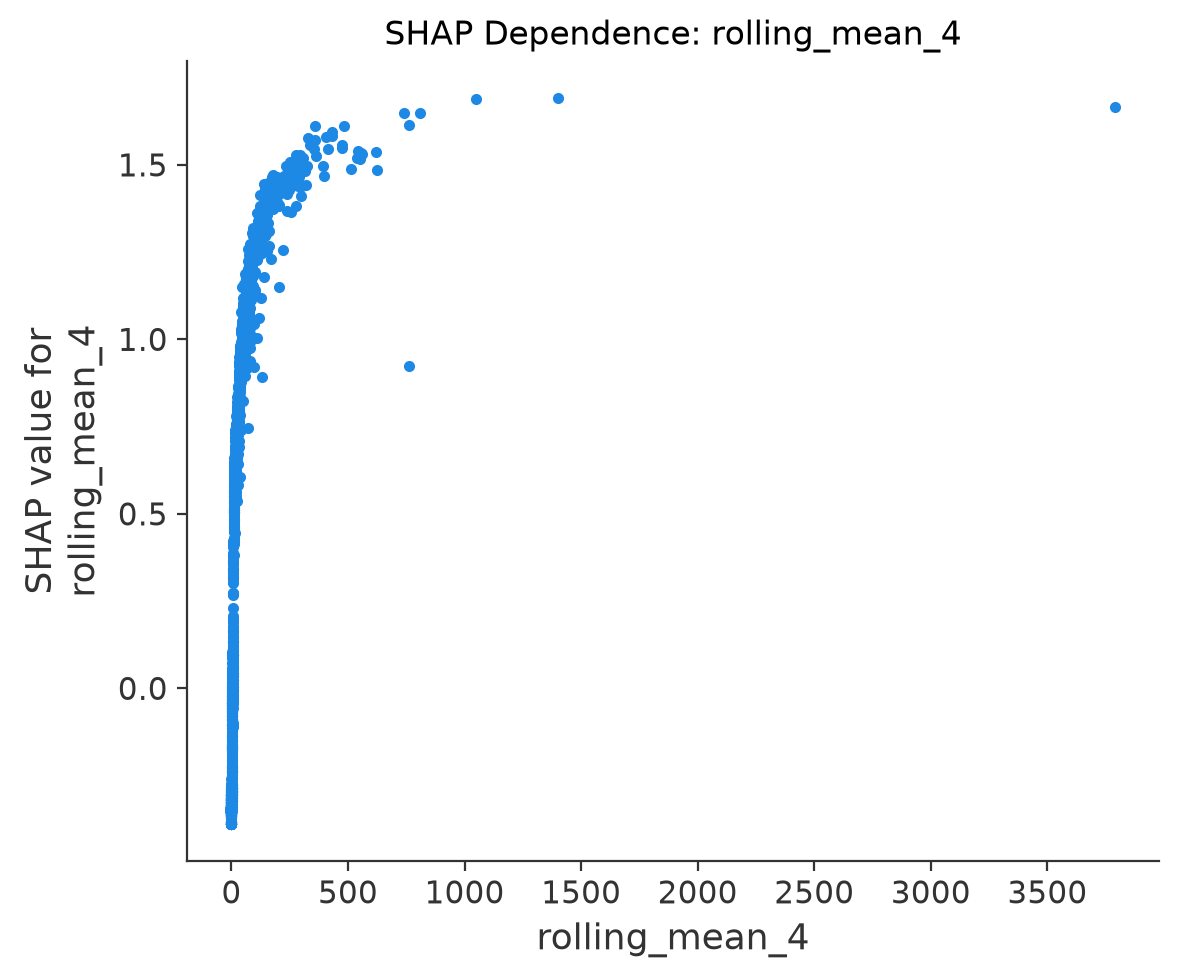 SHAP Dependence: rolling_mean_4
SHAP value for
rolling_mean_4
1.5
1.0
0.5
0.0
0 500 1000 1500 2000 2500 3000 3500
rolling_mean_4